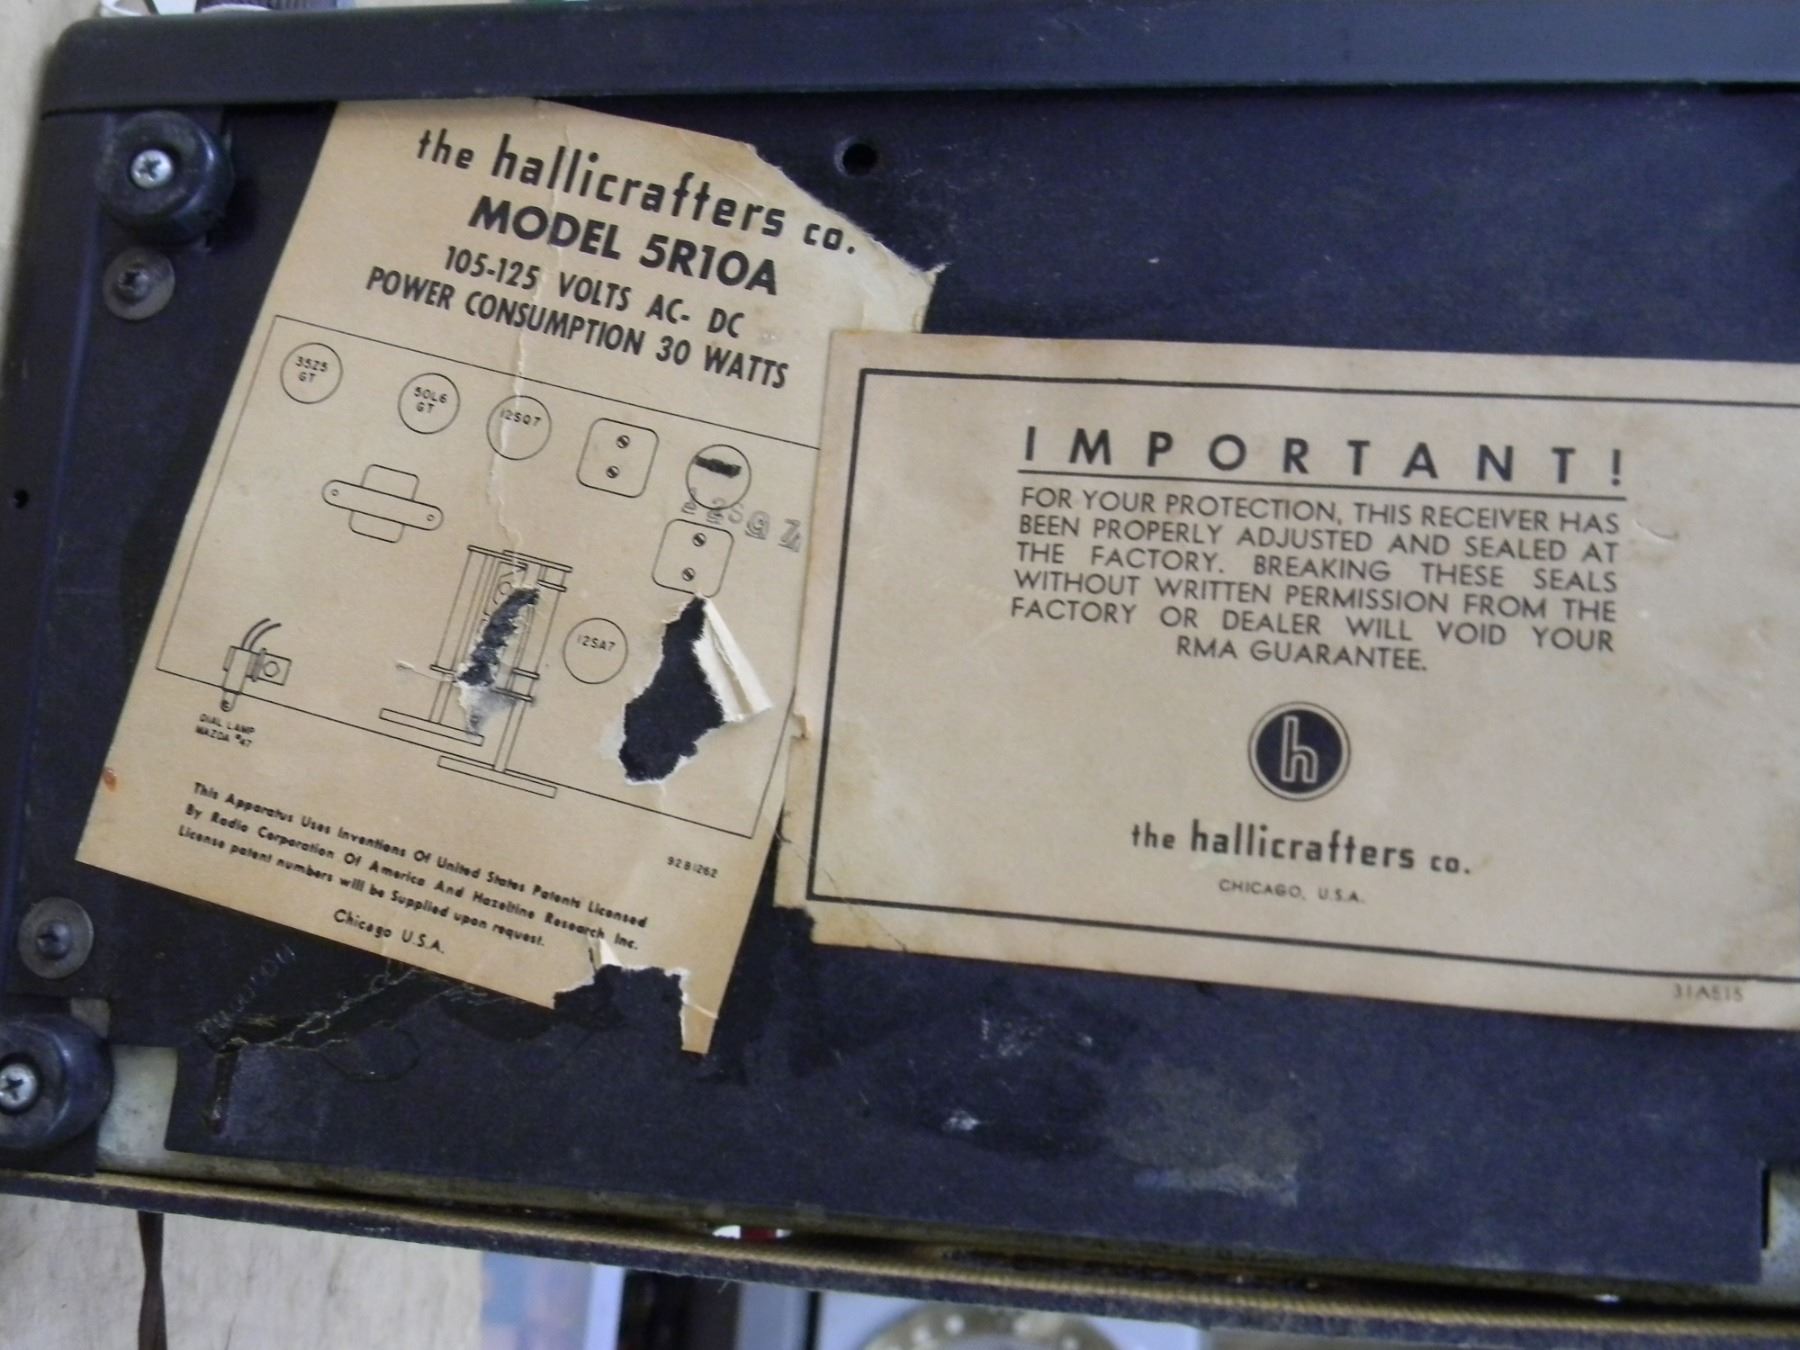 the hallicrafters co.
MODEL 5R10A
105-125 VOLTS AC- DC
POWER CONSUMPTION 30 WATTS
35Z5
GT
50L6
GT
12SQ7
12SG7
12SA7
DIAL LAMP
MAZDA #47
92B1262
This Apparatus Uses Inventions Of United States Patents Licensed
By Radio Corporation Of America And Hazeltine Research Inc.
License patent numbers will be Supplied upon request.
Chicago U.S.A.
IMPORTANT!
FOR YOUR PROTECTION, THIS RECEIVER HAS
BEEN PROPERLY ADJUSTED AND SEALED AT
THE FACTORY. BREAKING THESE SEALS
WITHOUT WRITTEN PERMISSION FROM THE
FACTORY OR DEALER WILL VOID YOUR
RMA GUARANTEE.
h
the hallicrafters co.
CHICAGO, U.S.A.